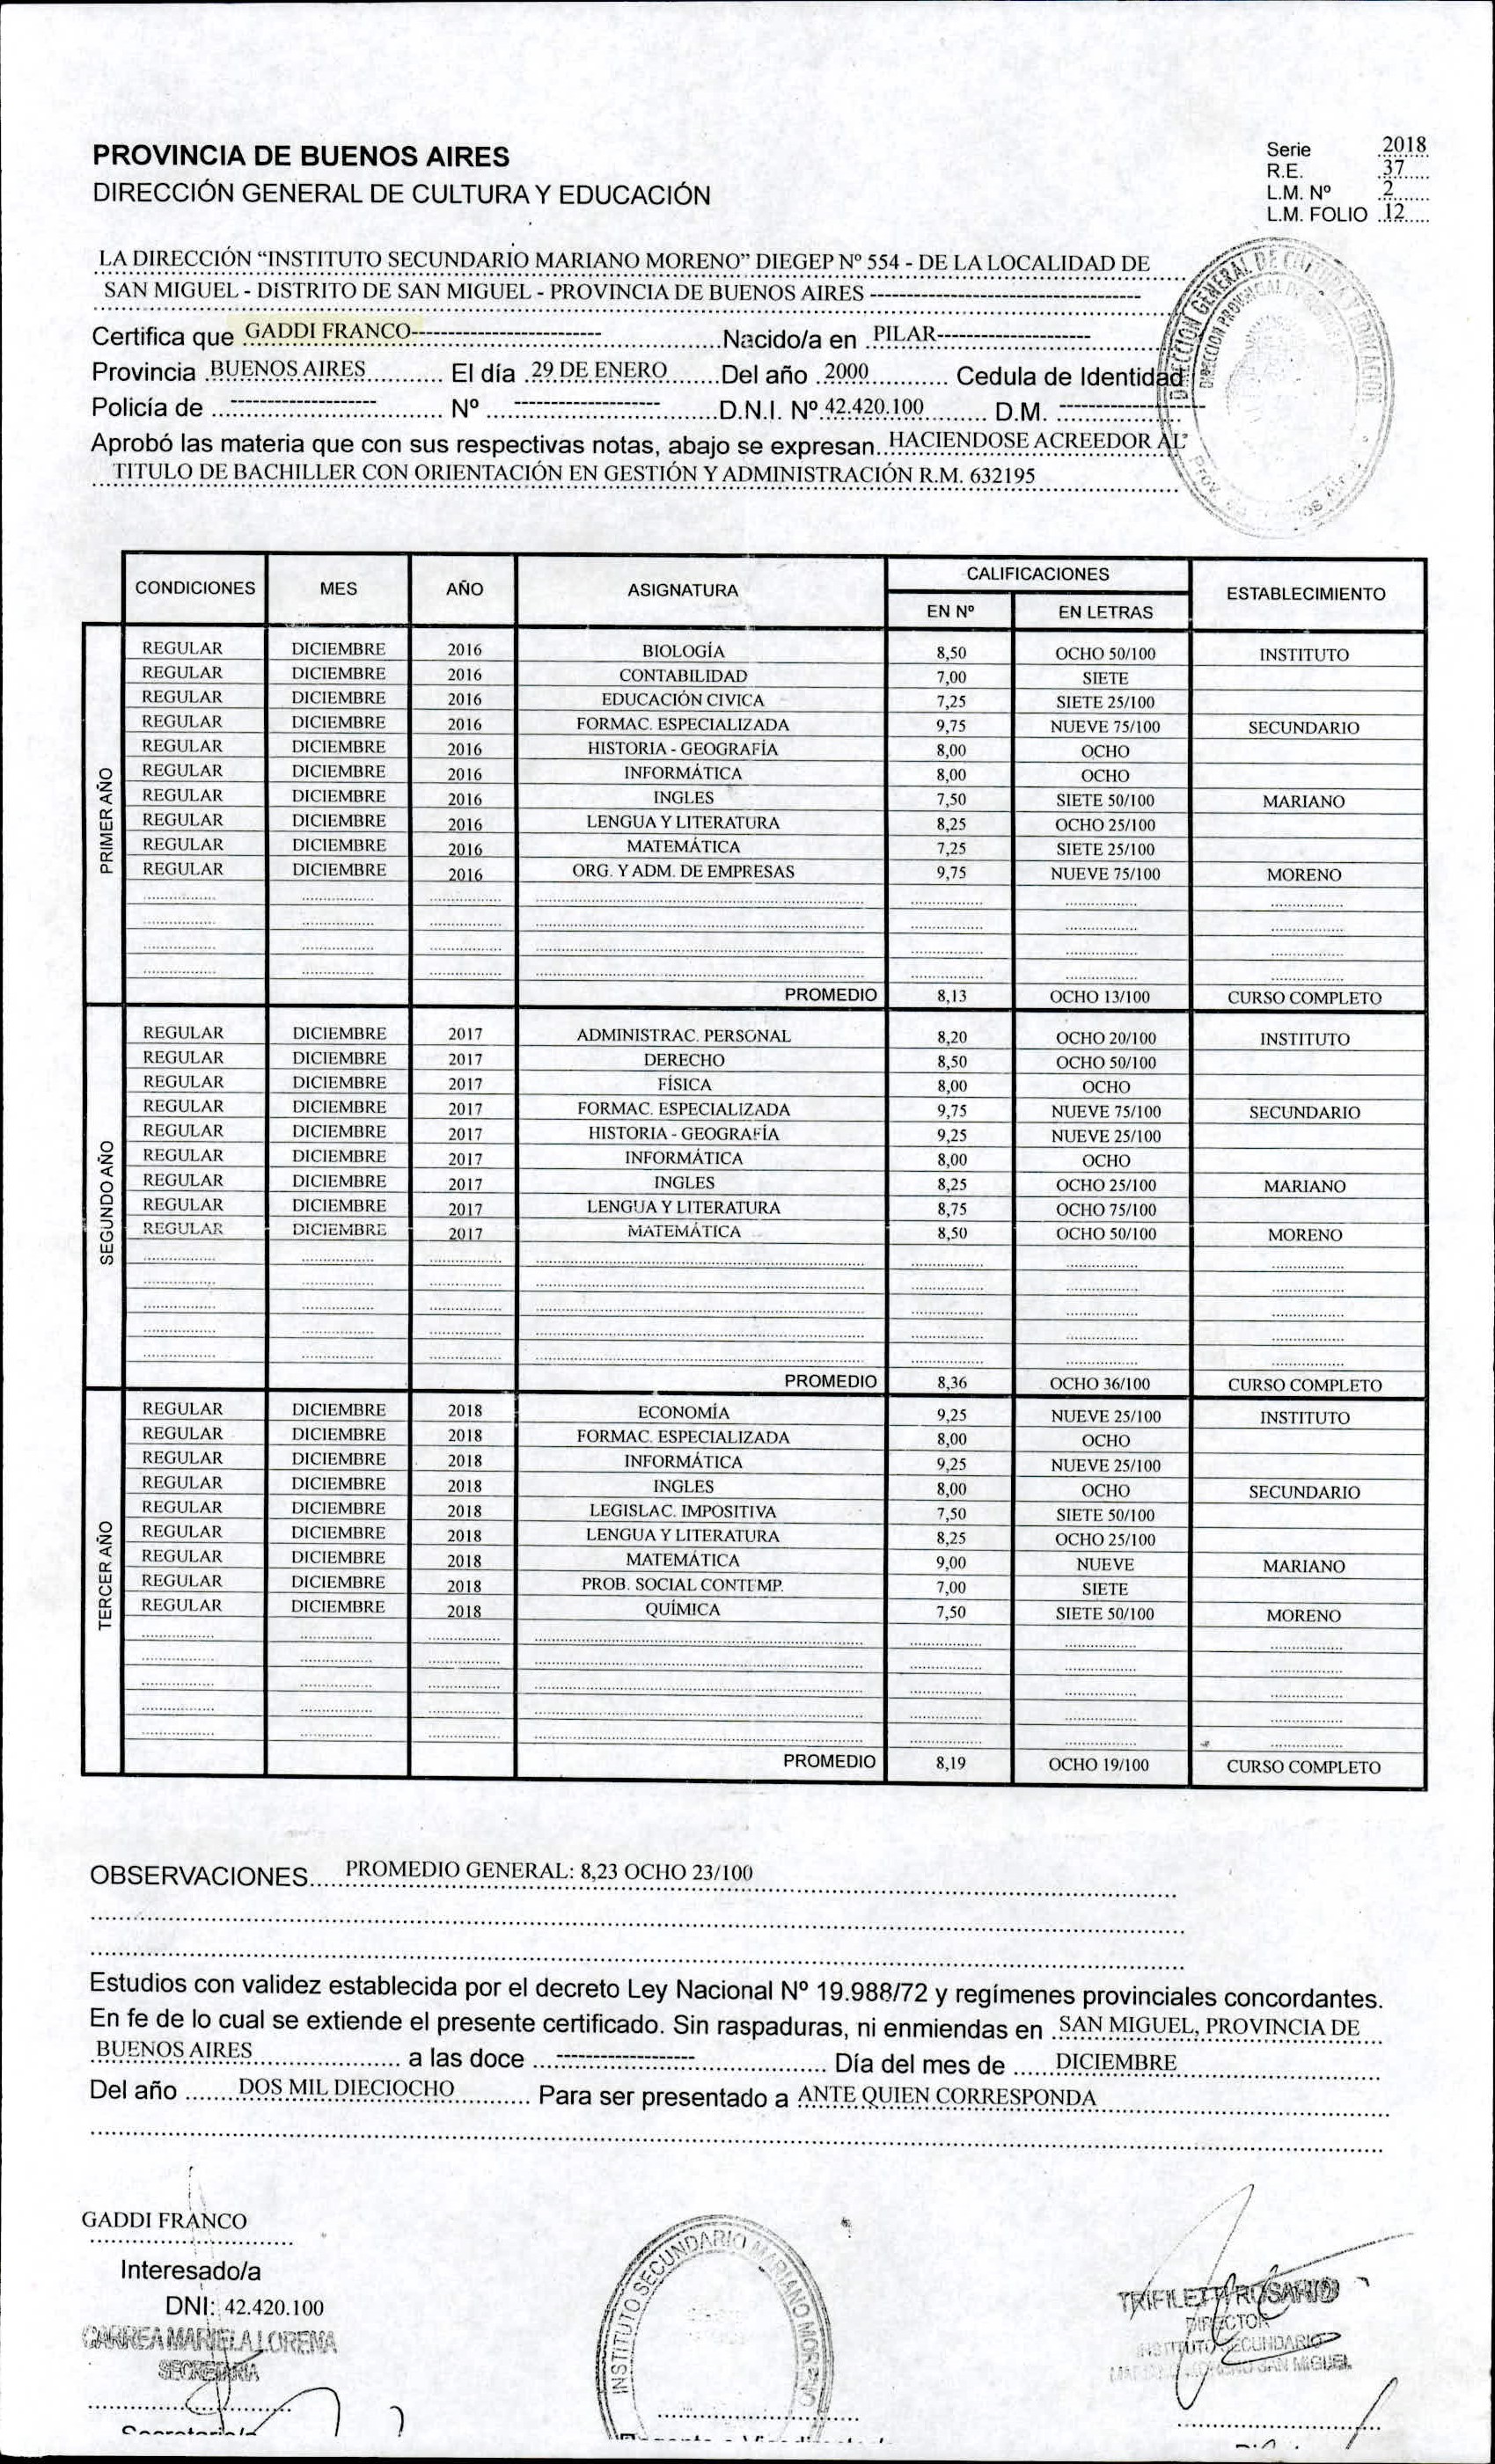 PROVINCIA DE BUENOS AIRES
DIRECCIÓN GENERAL DE CULTURA Y EDUCACIÓN
Serie 2018
R.E. 37
L.M. Nº 2
L.M. FOLIO 12
LA DIRECCIÓN “INSTITUTO SECUNDARIO MARIANO MORENO” DIEGEP Nº 554 - DE LA LOCALIDAD DE
SAN MIGUEL - DISTRITO DE SAN MIGUEL - PROVINCIA DE BUENOS AIRES
Certifica que GADDI FRANCO Nacido/a en PILAR
Provincia BUENOS AIRES El día 29 DE ENERO Del año 2000 Cedula de Identidad
Policía de Nº D.N.I. Nº 42.420.100 D.M.
Aprobó las materia que con sus respectivas notas, abajo se expresan. HACIENDOSE ACREEDOR AL
TITULO DE BACHILLER CON ORIENTACIÓN EN GESTIÓN Y ADMINISTRACIÓN R.M. 632195
CONDICIONES MES AÑO ASIGNATURA CALIFICACIONES ESTABLECIMIENTO
EN Nº EN LETRAS
PRIMER AÑO
REGULAR DICIEMBRE 2016 BIOLOGÍA 8,50 OCHO 50/100 INSTITUTO
REGULAR DICIEMBRE 2016 CONTABILIDAD 7,00 SIETE
REGULAR DICIEMBRE 2016 EDUCACIÓN CIVICA 7,25 SIETE 25/100
REGULAR DICIEMBRE 2016 FORMAC. ESPECIALIZADA 9,75 NUEVE 75/100 SECUNDARIO
REGULAR DICIEMBRE 2016 HISTORIA - GEOGRAFÍA 8,00 OCHO
REGULAR DICIEMBRE 2016 INFORMÁTICA 8,00 OCHO
REGULAR DICIEMBRE 2016 INGLES 7,50 SIETE 50/100 MARIANO
REGULAR DICIEMBRE 2016 LENGUA Y LITERATURA 8,25 OCHO 25/100
REGULAR DICIEMBRE 2016 MATEMÁTICA 7,25 SIETE 25/100
REGULAR DICIEMBRE 2016 ORG. Y ADM. DE EMPRESAS 9,75 NUEVE 75/100 MORENO
PROMEDIO 8,13 OCHO 13/100 CURSO COMPLETO
SEGUNDO AÑO
REGULAR DICIEMBRE 2017 ADMINISTRAC. PERSONAL 8,20 OCHO 20/100 INSTITUTO
REGULAR DICIEMBRE 2017 DERECHO 8,50 OCHO 50/100
REGULAR DICIEMBRE 2017 FÍSICA 8,00 OCHO
REGULAR DICIEMBRE 2017 FORMAC. ESPECIALIZADA 9,75 NUEVE 75/100 SECUNDARIO
REGULAR DICIEMBRE 2017 HISTORIA - GEOGRAFÍA 9,25 NUEVE 25/100
REGULAR DICIEMBRE 2017 INFORMÁTICA 8,00 OCHO
REGULAR DICIEMBRE 2017 INGLES 8,25 OCHO 25/100 MARIANO
REGULAR DICIEMBRE 2017 LENGUA Y LITERATURA 8,75 OCHO 75/100
REGULAR DICIEMBRE 2017 MATEMÁTICA 8,50 OCHO 50/100 MORENO
PROMEDIO 8,36 OCHO 36/100 CURSO COMPLETO
TERCER AÑO
REGULAR DICIEMBRE 2018 ECONOMÍA 9,25 NUEVE 25/100 INSTITUTO
REGULAR DICIEMBRE 2018 FORMAC. ESPECIALIZADA 8,00 OCHO
REGULAR DICIEMBRE 2018 INFORMÁTICA 9,25 NUEVE 25/100
REGULAR DICIEMBRE 2018 INGLES 8,00 OCHO SECUNDARIO
REGULAR DICIEMBRE 2018 LEGISLAC. IMPOSITIVA 7,50 SIETE 50/100
REGULAR DICIEMBRE 2018 LENGUA Y LITERATURA 8,25 OCHO 25/100
REGULAR DICIEMBRE 2018 MATEMÁTICA 9,00 NUEVE MARIANO
REGULAR DICIEMBRE 2018 PROB. SOCIAL CONTEMP. 7,00 SIETE
REGULAR DICIEMBRE 2018 QUÍMICA 7,50 SIETE 50/100 MORENO
PROMEDIO 8,19 OCHO 19/100 CURSO COMPLETO
OBSERVACIONES PROMEDIO GENERAL: 8,23 OCHO 23/100
Estudios con validez establecida por el decreto Ley Nacional Nº 19.988/72 y regímenes provinciales concordantes.
En fe de lo cual se extiende el presente certificado. Sin raspaduras, ni enmiendas en SAN MIGUEL, PROVINCIA DE
BUENOS AIRES a las doce Día del mes de DICIEMBRE
Del año DOS MIL DIECIOCHO Para ser presentado a ANTE QUIEN CORRESPONDA
GADDI FRANCO
Interesado/a
DNI: 42.420.100
CARREA MARIELA LORENA
SECRETARIA
INSTITUTO SECUNDARIO MARIANO MORENO
TRIFILETTI ROSARIO
DIRECTOR
INSTITUTO SECUNDARIO
MORENO SAN MIGUEL